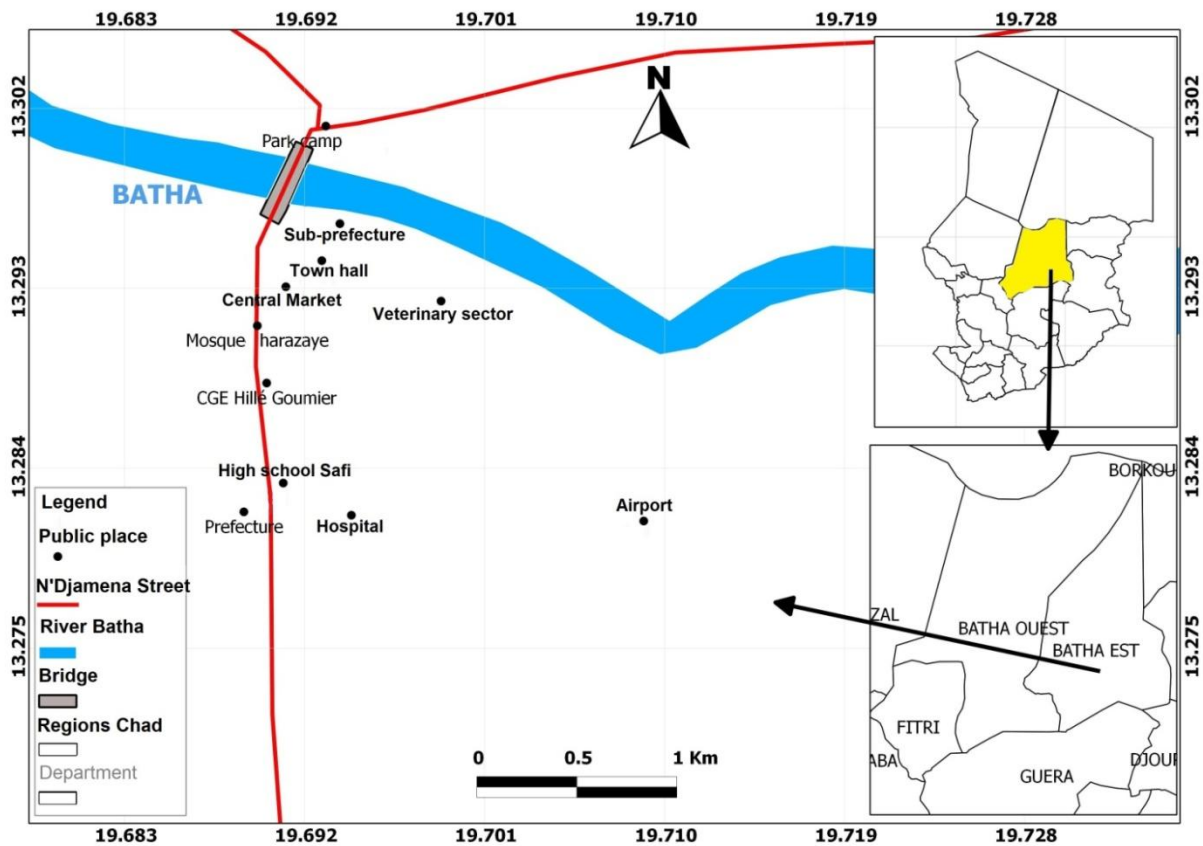 19.683 19.692 19.701 19.710 19.719 19.728
13.302
13.302
N
Park camp
BATHA
Sub-prefecture
Town hall
13.293
13.293
Central Market
Veterinary sector
Mosque harazaye
CGE Hillé Goumier
13.284
13.284
High school Safi
Prefecture
Hospital
Airport
BORKOU
ZAL
BATHA OUEST
BATHA EST
FITRI
ABA
GUERA
DJOUR
13.275
13.275
Legend
Public place
N'Djamena Street
River Batha
Bridge
Regions Chad
Department
0 0.5 1 Km
19.683 19.692 19.701 19.710 19.719 19.728